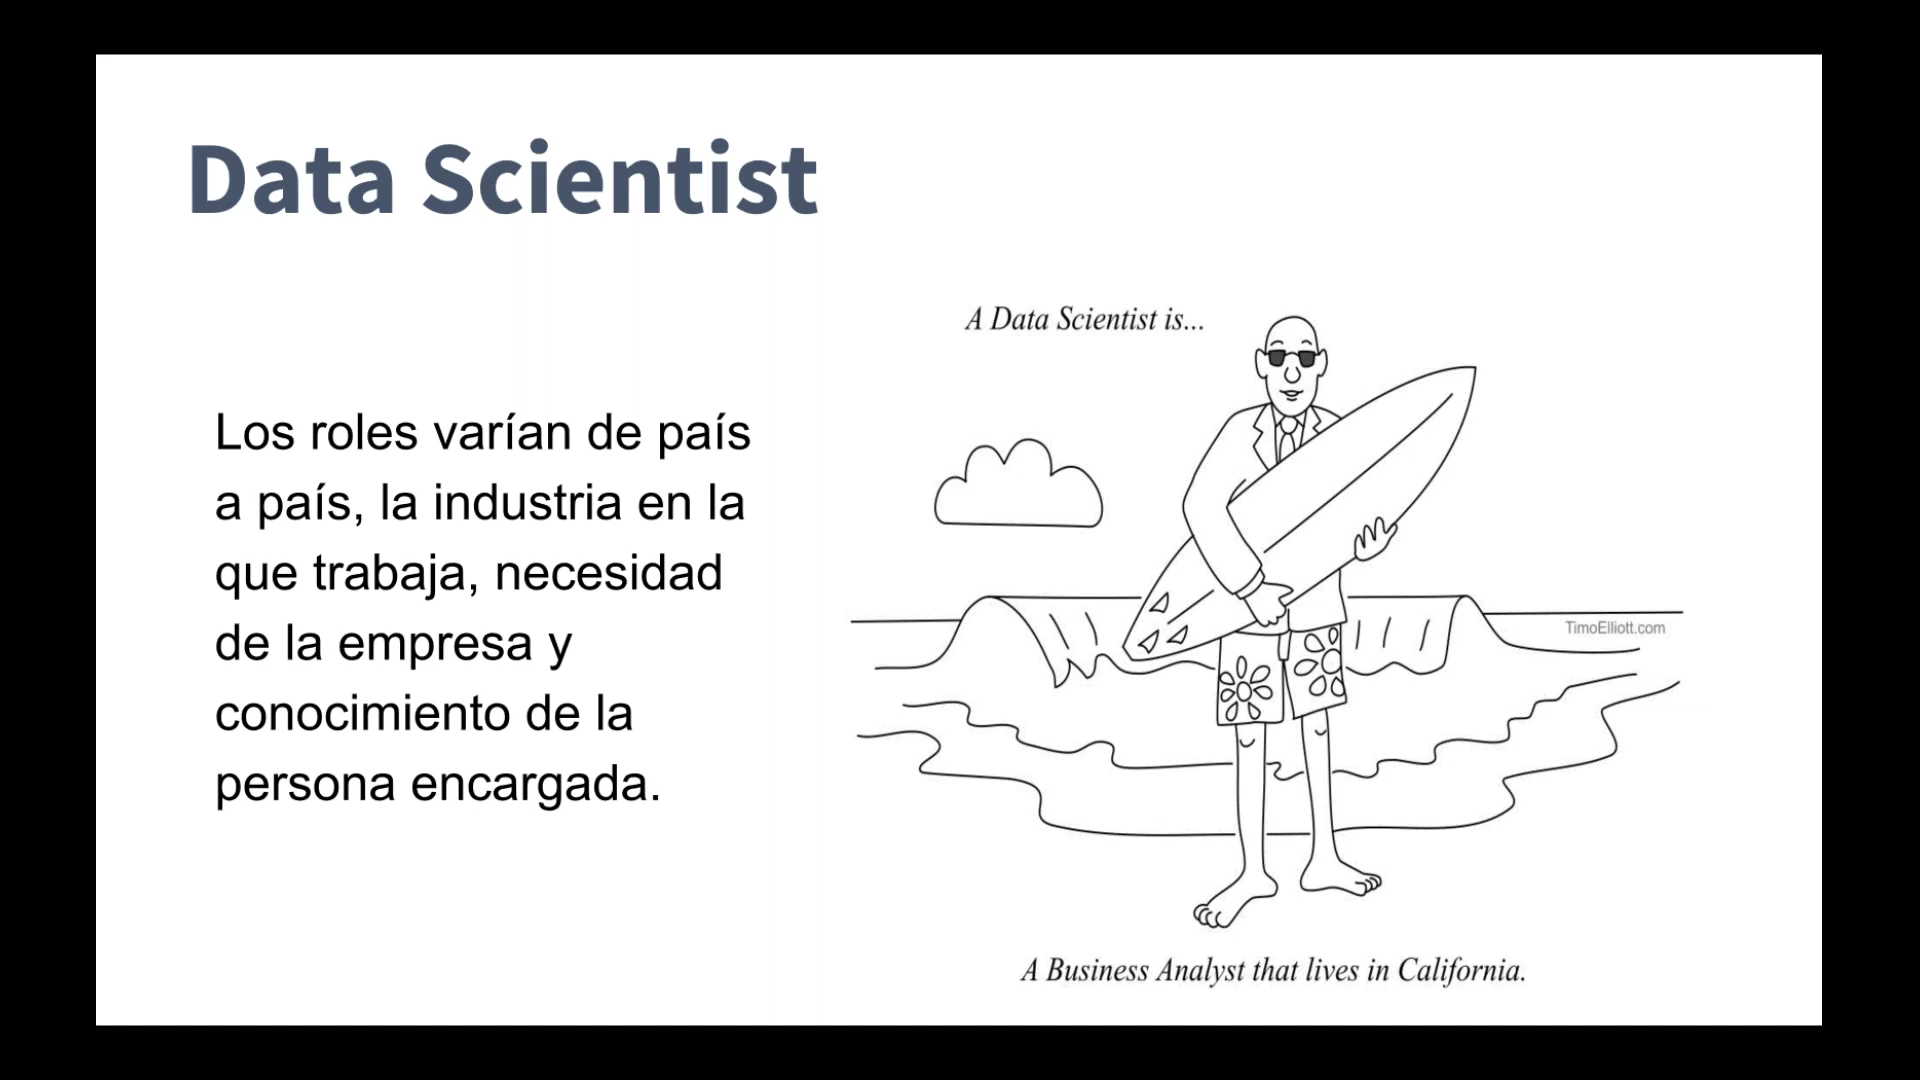 Data Scientist
Los roles varían de país
a país, la industria en la
que trabaja, necesidad
de la empresa y
conocimiento de la
persona encargada.
A Data Scientist is...
TimoElliott.com
A Business Analyst that lives in California.